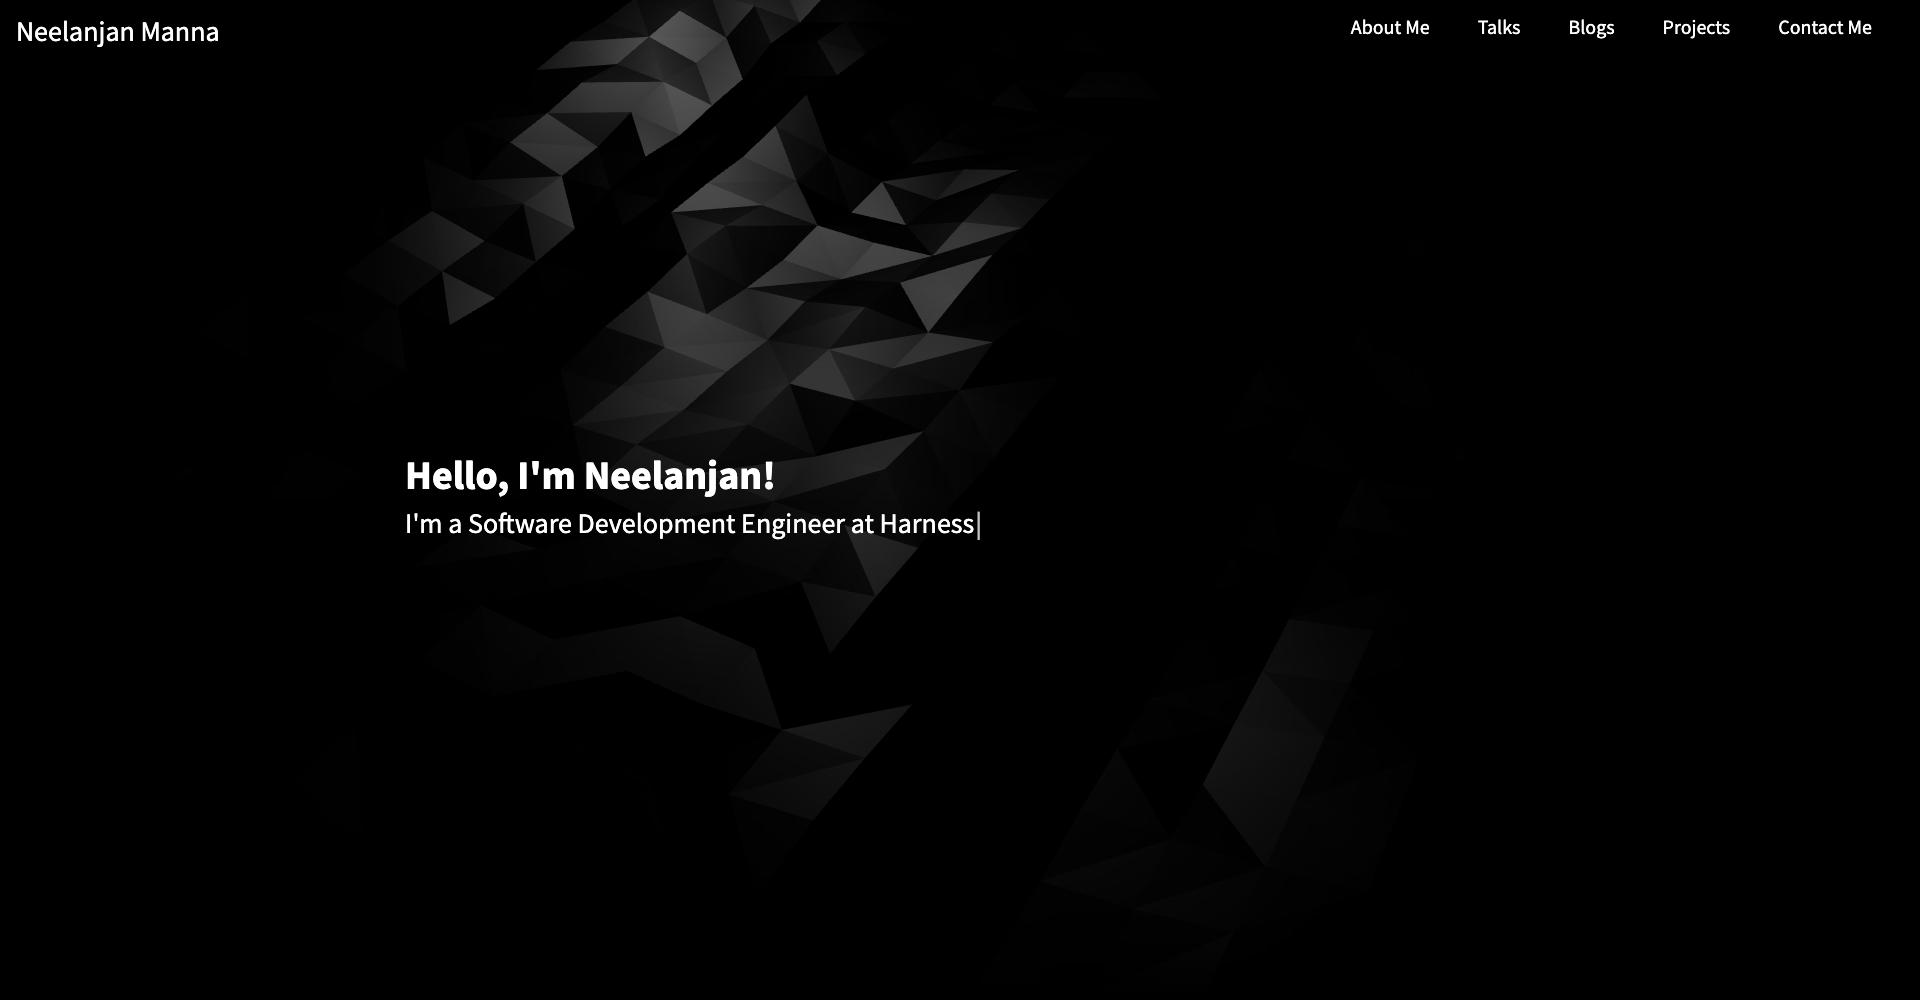 Neelanjan Manna
About Me Talks Blogs Projects Contact Me
Hello, I'm Neelanjan!
I'm a Software Development Engineer at Harness|